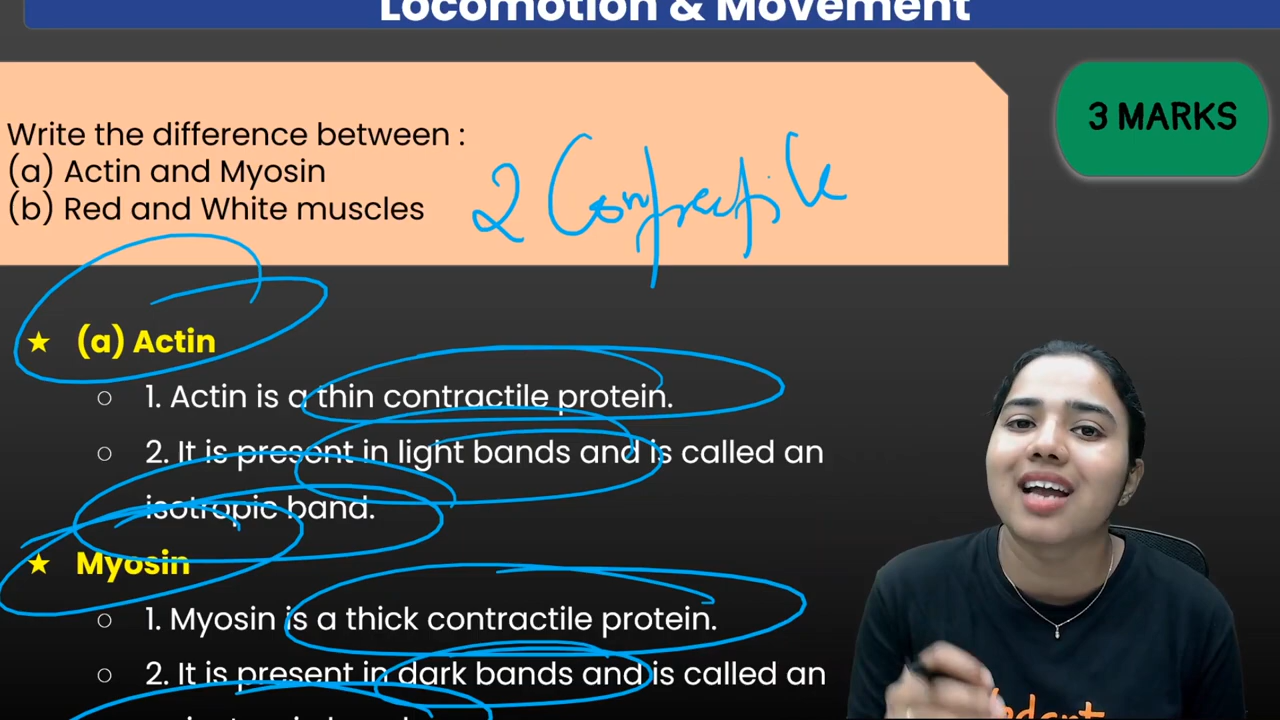 Locomotion & Movement
3 MARKS
Write the difference between :
(a) Actin and Myosin
(b) Red and White muscles
2 Contractile
★ (a) Actin
○ 1. Actin is a thin contractile protein.
○ 2. It is present in light bands and is called an
isotropic band.
★ Myosin
○ 1. Myosin is a thick contractile protein.
○ 2. It is present in dark bands and is called an